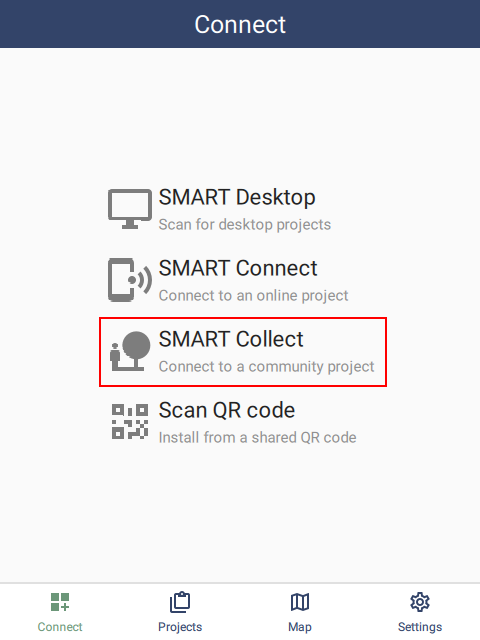 Connect
SMART Desktop
Scan for desktop projects
SMART Connect
Connect to an online project
SMART Collect
Connect to a community project
Scan QR code
Install from a shared QR code
Connect
Projects
Map
Settings